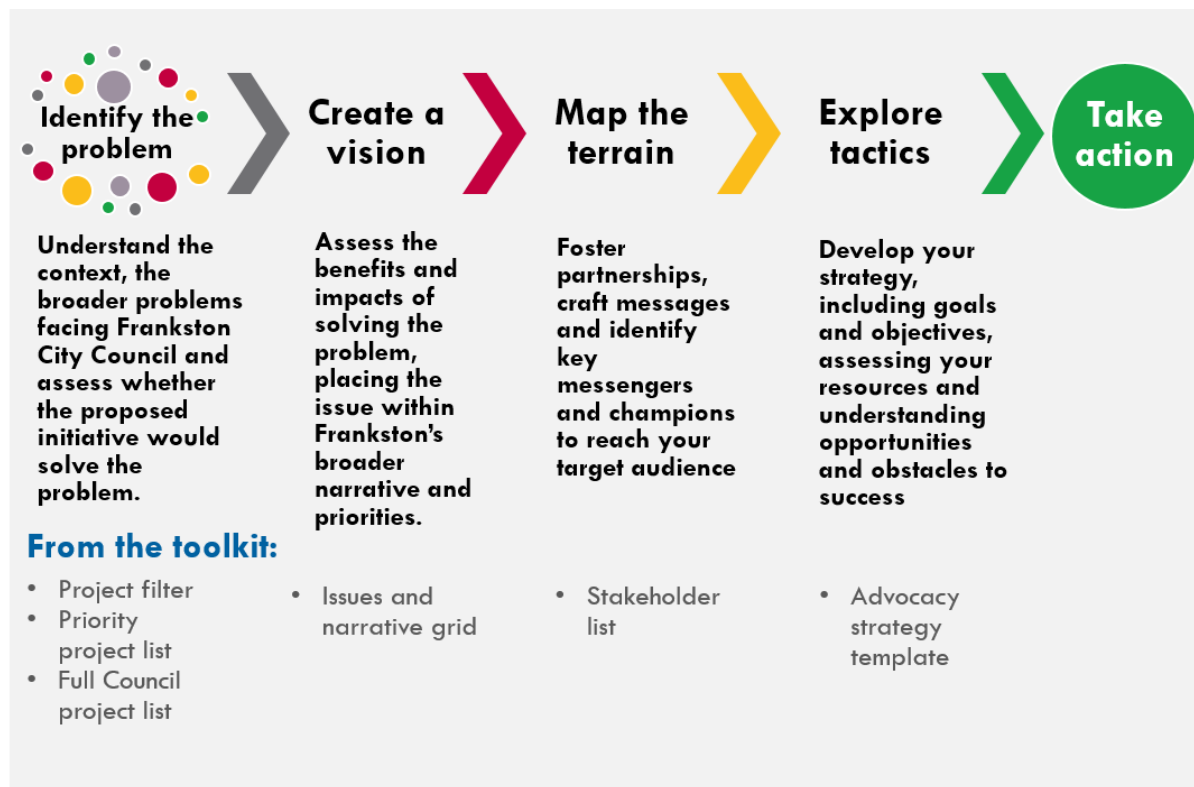 Identify the
problem
Create a
vision
Map the
terrain
Explore
tactics
Take
action
Understand the
context, the
broader problems
facing Frankston
City Council and
assess whether
the proposed
initiative would
solve the
problem.
Assess the
benefits and
impacts of
solving the
problem,
placing the
issue within
Frankston’s
broader
narrative and
priorities.
Foster
partnerships,
craft messages
and identify
key
messengers
and champions
to reach your
target audience
Develop your
strategy,
including goals
and objectives,
assessing your
resources and
understanding
opportunities
and obstacles to
success
From the toolkit:
• Project filter
• Priority
project list
• Full Council
project list
• Issues and
narrative grid
• Stakeholder
list
• Advocacy
strategy
template